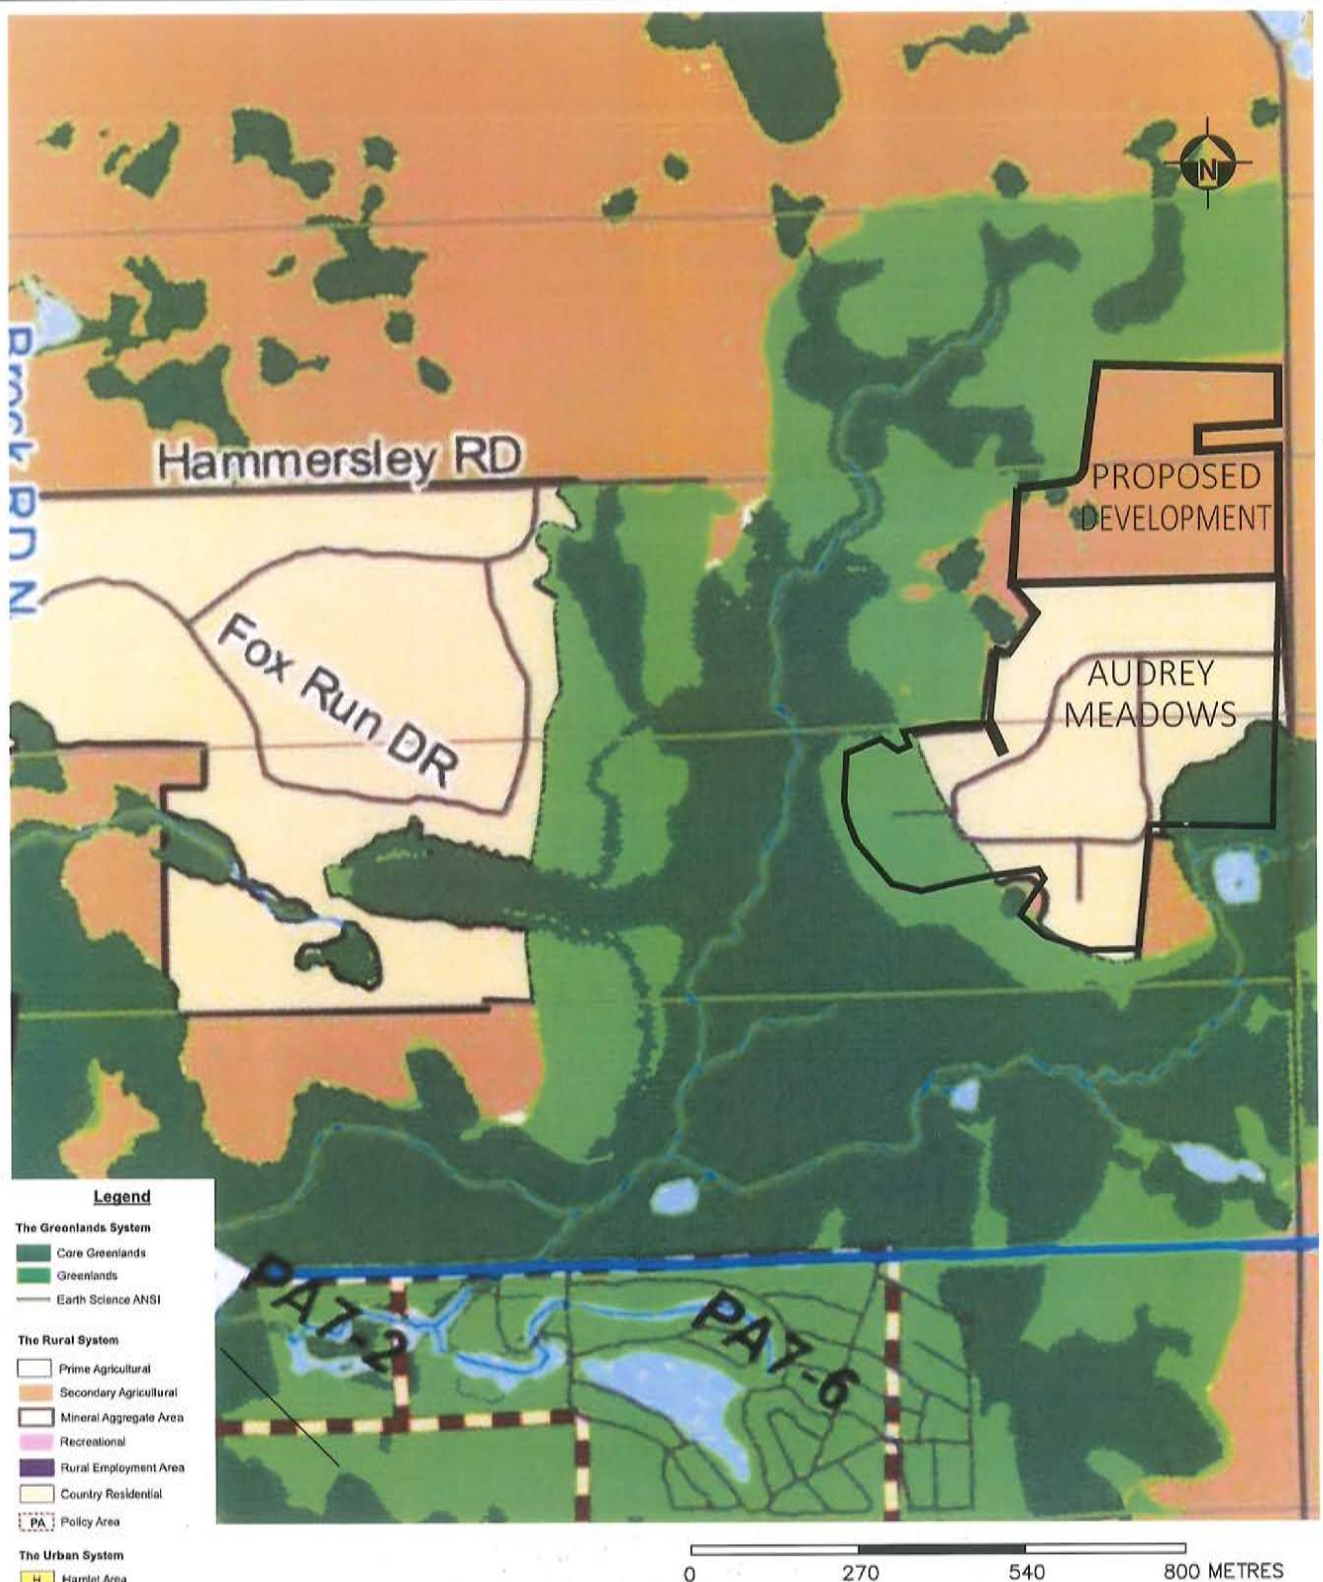 N
Brock RD N
Hammersley RD
Fox Run DR
PROPOSED
DEVELOPMENT
AUDREY
MEADOWS
PA7-2
PA7-6
Legend
The Greenlands System
Core Greenlands
Greenlands
Earth Science ANSI
The Rural System
Prime Agricultural
Secondary Agricultural
Mineral Aggregate Area
Recreational
Rural Employment Area
Country Residential
PA Policy Area
The Urban System
H Hamlet Area
0 270 540 800 METRES